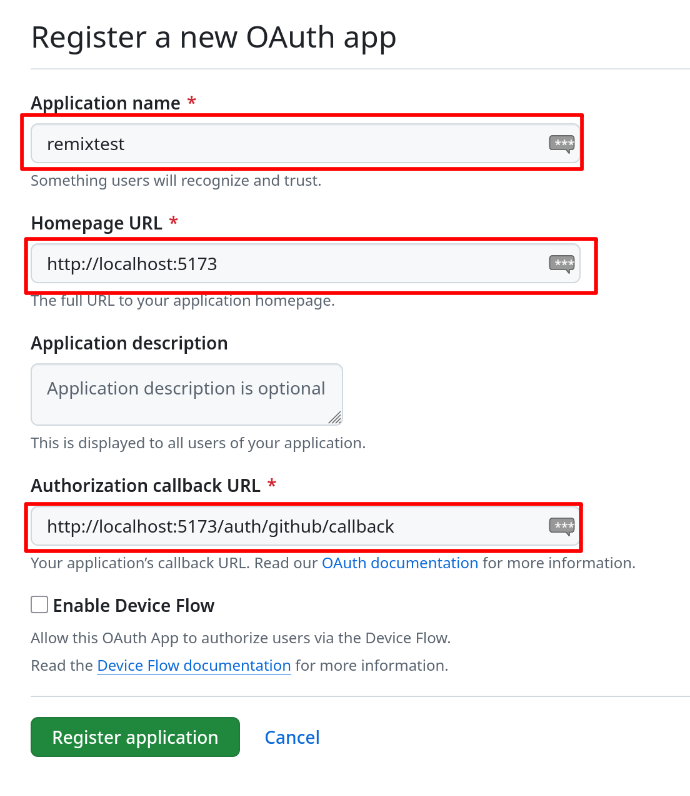 Register a new OAuth app
Application name *
remixtest
Something users will recognize and trust.
Homepage URL *
http://localhost:5173
The full URL to your application homepage.
Application description
Application description is optional
This is displayed to all users of your application.
Authorization callback URL *
http://localhost:5173/auth/github/callback
Your application’s callback URL. Read our OAuth documentation for more information.
Enable Device Flow
Allow this OAuth App to authorize users via the Device Flow.
Read the Device Flow documentation for more information.
Register application Cancel